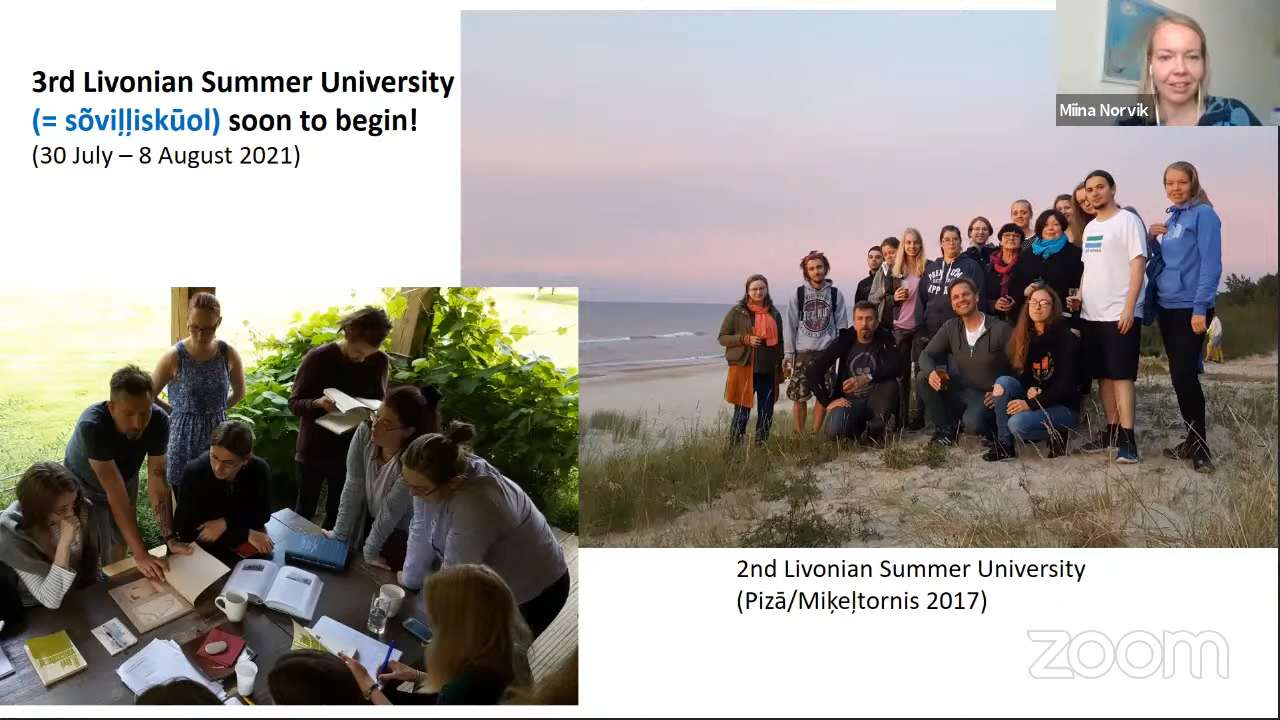 3rd Livonian Summer University
(= sõviļļiskūol) soon to begin!
(30 July – 8 August 2021)
Miina Norvik
2nd Livonian Summer University
(Pizā/Miķeļtornis 2017)
zoom